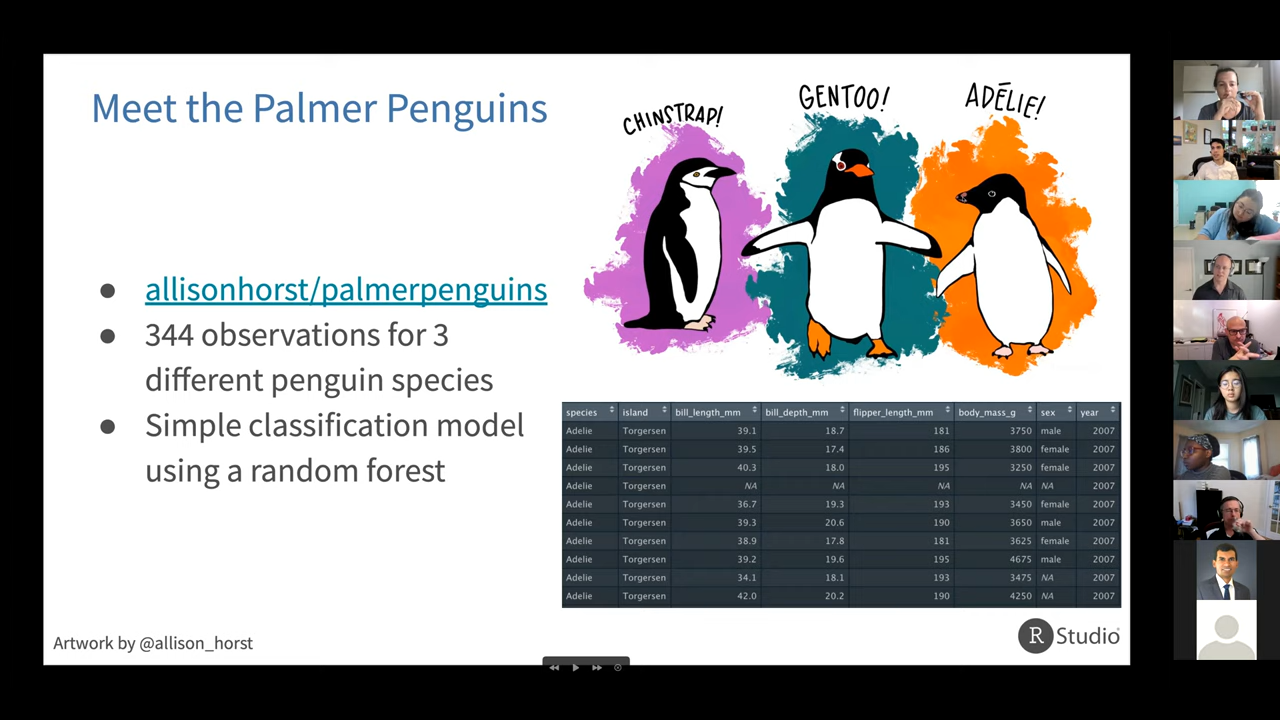 Meet the Palmer Penguins
CHINSTRAP!
GENTOO!
ADÉLIE!
● allisonhorst/palmerpenguins
● 344 observations for 3
different penguin species
● Simple classification model
using a random forest
species island bill_length_mm bill_depth_mm flipper_length_mm body_mass_g sex year
Adelie Torgersen 39.1 18.7 181 3750 male 2007
Adelie Torgersen 39.5 17.4 186 3800 female 2007
Adelie Torgersen 40.3 18.0 195 3250 female 2007
Adelie Torgersen NA NA NA NA NA 2007
Adelie Torgersen 36.7 19.3 193 3450 female 2007
Adelie Torgersen 39.3 20.6 190 3650 male 2007
Adelie Torgersen 38.9 17.8 181 3625 female 2007
Adelie Torgersen 39.2 19.6 195 4675 male 2007
Adelie Torgersen 34.1 18.1 193 3475 NA 2007
Adelie Torgersen 42.0 20.2 190 4250 NA 2007
Artwork by @allison_horst
R Studio